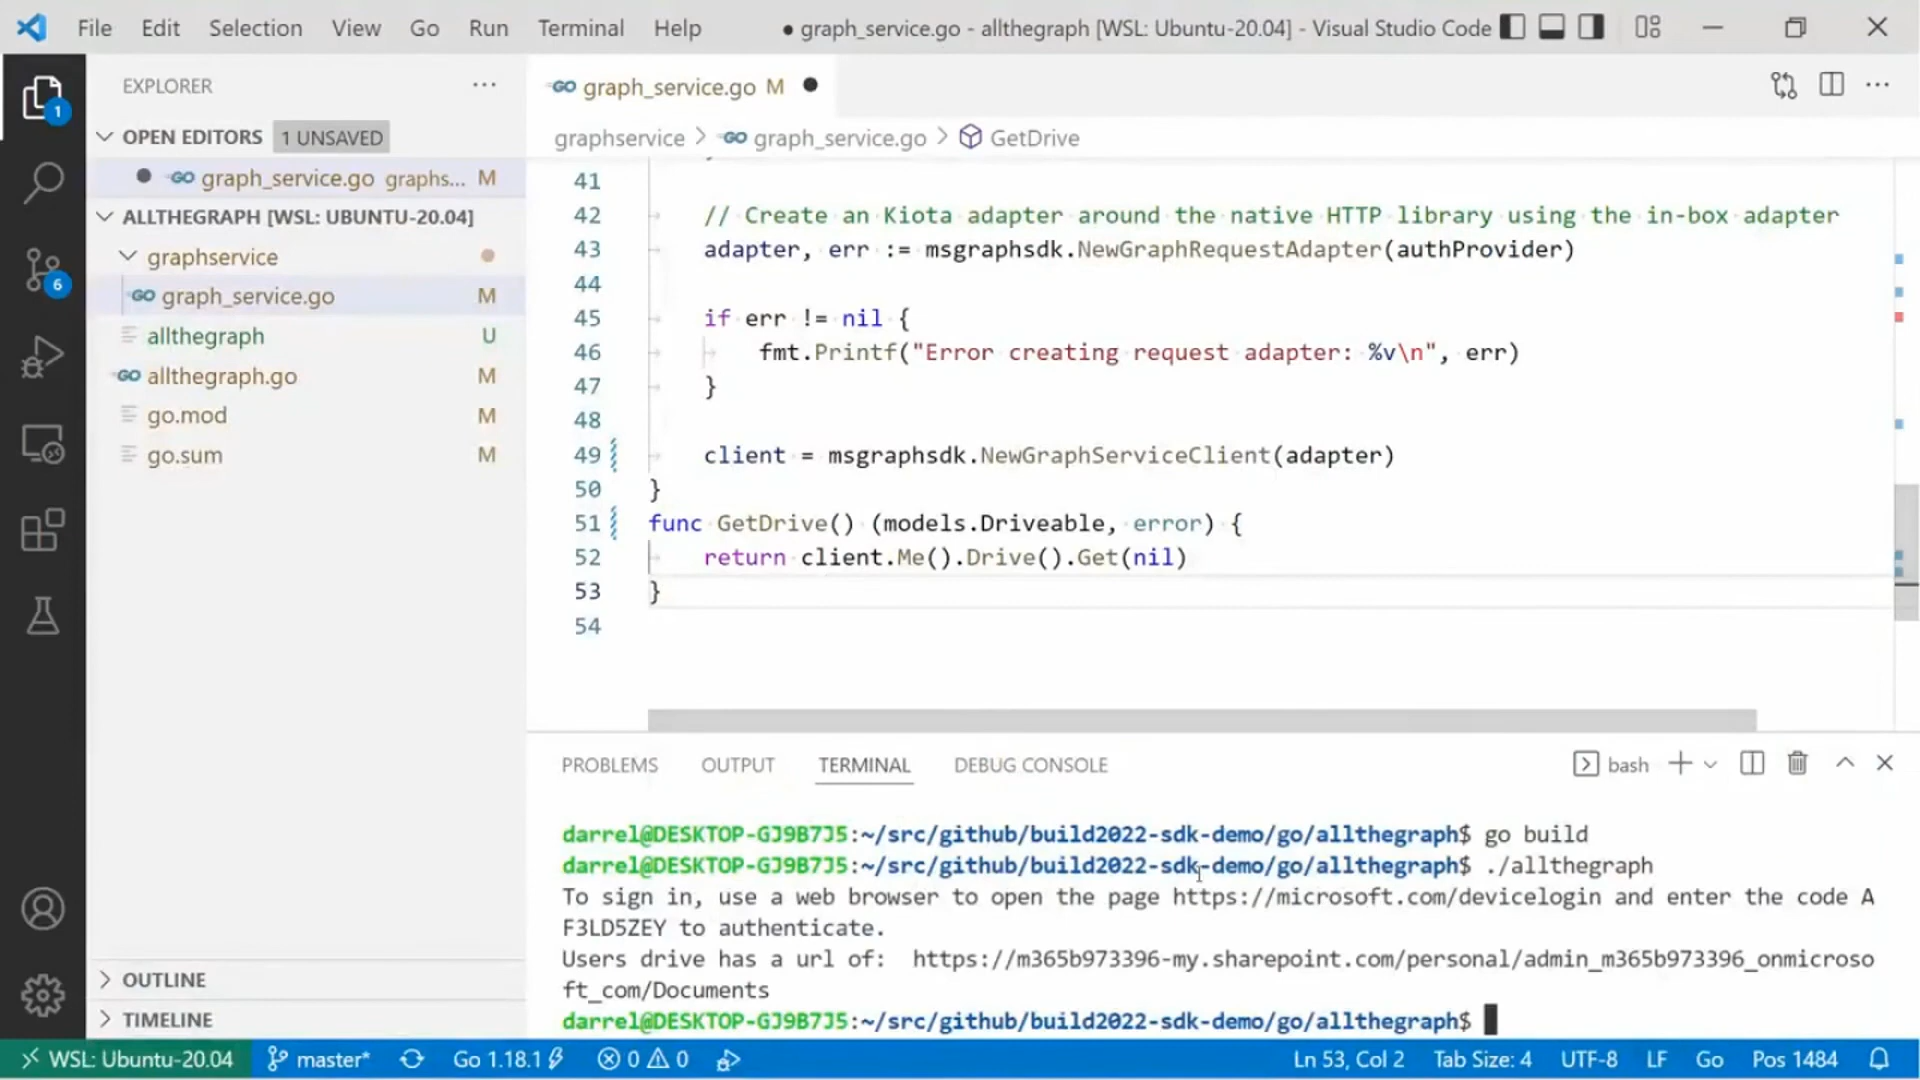 File Edit Selection View Go Run Terminal Help ● graph_service.go - allthegraph [WSL: Ubuntu-20.04] - Visual Studio Code
EXPLORER ···
OPEN EDITORS 1 UNSAVED
GO graph_service.go graphs... M
ALLTHEGRAPH [WSL: UBUNTU-20.04]
graphservice
GO graph_service.go M
allthegraph U
GO allthegraph.go M
go.mod M
go.sum M
OUTLINE
TIMELINE
1
6
GO graph_service.go M
graphservice > GO graph_service.go > GetDrive
41
42 // Create an Kiota adapter around the native HTTP library using the in-box adapter
43 adapter, err := msgraphsdk.NewGraphRequestAdapter(authProvider)
44
45 if err != nil {
46 fmt.Printf("Error creating request adapter: %v\n", err)
47 }
48
49 client = msgraphsdk.NewGraphServiceClient(adapter)
50 }
51 func GetDrive() (models.Driveable, error) {
52 return client.Me().Drive().Get(nil)
53 }
54
PROBLEMS OUTPUT TERMINAL DEBUG CONSOLE bash
darrel@DESKTOP-GJ9B7J5:~/src/github/build2022-sdk-demo/go/allthegraph$ go build
darrel@DESKTOP-GJ9B7J5:~/src/github/build2022-sdk-demo/go/allthegraph$ ./allthegraph
To sign in, use a web browser to open the page https://microsoft.com/devicelogin and enter the code A
F3LD5ZEY to authenticate.
Users drive has a url of:  https://m365b973396-my.sharepoint.com/personal/admin_m365b973396_onmicroso
ft_com/Documents
darrel@DESKTOP-GJ9B7J5:~/src/github/build2022-sdk-demo/go/allthegraph$
WSL: Ubuntu-20.04 master* Go 1.18.1 0 0 Ln 53, Col 2 Tab Size: 4 UTF-8 LF Go Pos 1484